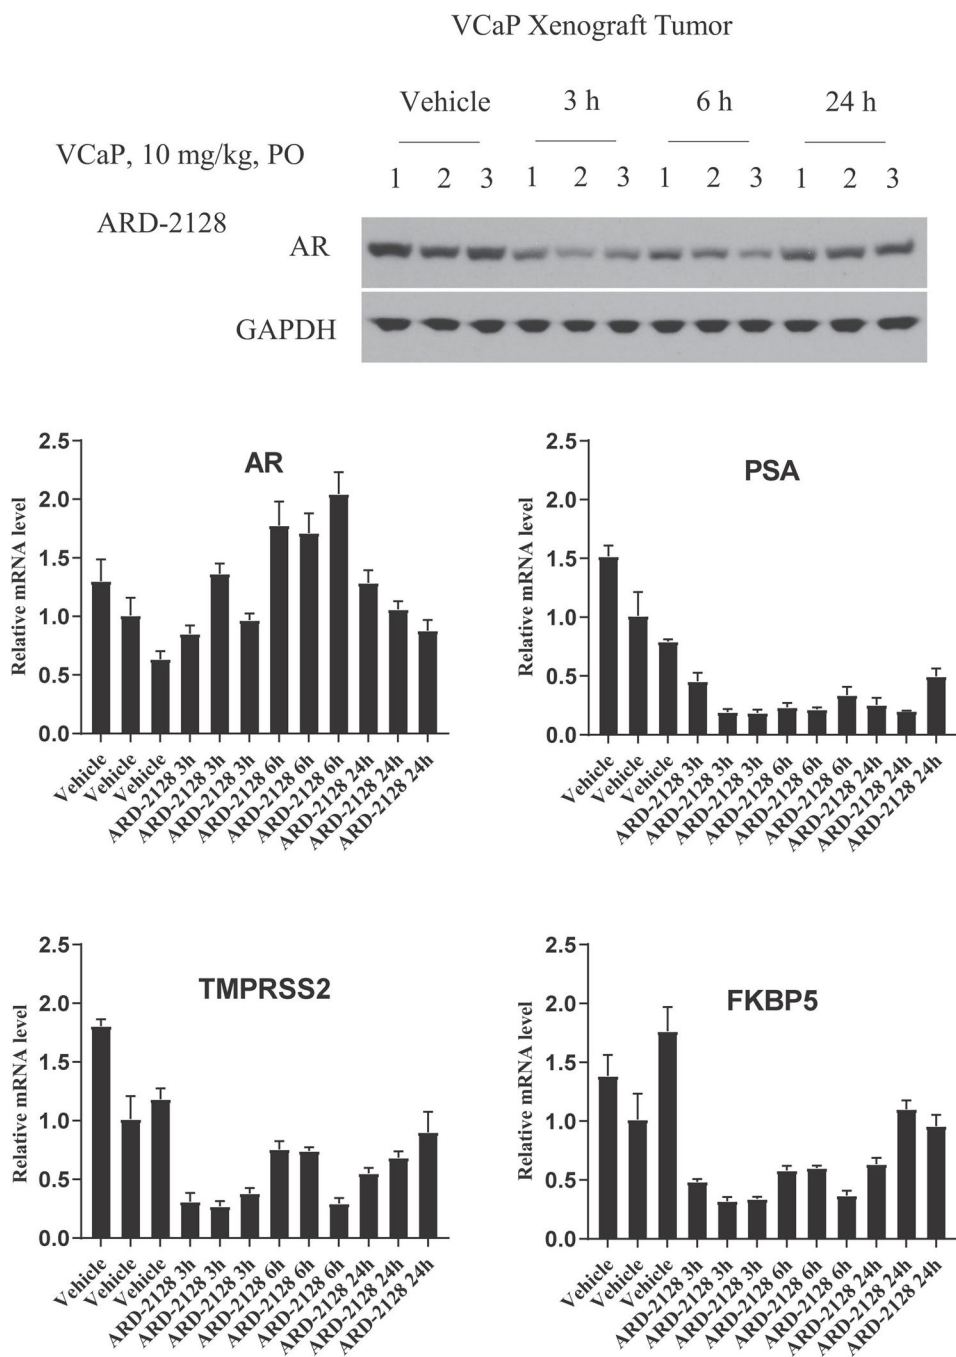 VCaP Xenograft Tumor
Vehicle 3 h 6 h 24 h
VCaP, 10 mg/kg, PO
1 2 3 1 2 3 1 2 3 1 2 3
ARD-2128
AR
GAPDH
AR
Relative mRNA level
2.5
2.0
1.5
1.0
0.5
0.0
Vehicle
Vehicle
Vehicle
ARD-2128 3h
ARD-2128 3h
ARD-2128 3h
ARD-2128 6h
ARD-2128 6h
ARD-2128 6h
ARD-2128 24h
ARD-2128 24h
ARD-2128 24h
PSA
Relative mRNA level
2.5
2.0
1.5
1.0
0.5
0.0
Vehicle
Vehicle
Vehicle
ARD-2128 3h
ARD-2128 3h
ARD-2128 3h
ARD-2128 6h
ARD-2128 6h
ARD-2128 6h
ARD-2128 24h
ARD-2128 24h
ARD-2128 24h
TMPRSS2
Relative mRNA level
2.5
2.0
1.5
1.0
0.5
0.0
Vehicle
Vehicle
Vehicle
ARD-2128 3h
ARD-2128 3h
ARD-2128 3h
ARD-2128 6h
ARD-2128 6h
ARD-2128 6h
ARD-2128 24h
ARD-2128 24h
ARD-2128 24h
FKBP5
Relative mRNA level
2.5
2.0
1.5
1.0
0.5
0.0
Vehicle
Vehicle
Vehicle
ARD-2128 3h
ARD-2128 3h
ARD-2128 3h
ARD-2128 6h
ARD-2128 6h
ARD-2128 6h
ARD-2128 24h
ARD-2128 24h
ARD-2128 24h